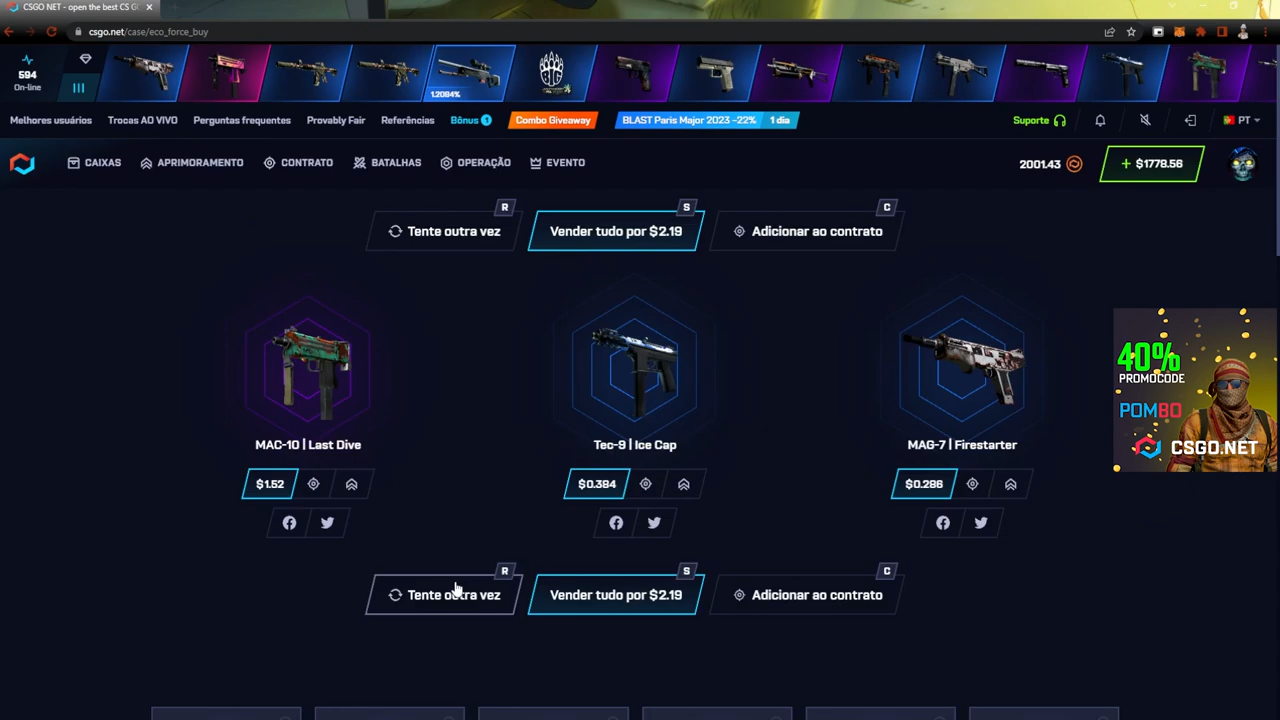 CSGO NET - open the best CS G
csgo.net/case/eco_force_buy
594
On-line
1.2084%
Melhores usuários Trocas AO VIVO Perguntas frequentes Provably Fair Referências Bônus 1 Combo Giveaway BLAST Paris Major 2023 -22% 1 dia Suporte PT
CAIXAS APRIMORAMENTO CONTRATO BATALHAS OPERAÇÃO EVENTO 2001.43 + $1778.56
R S C
Tente outra vez Vender tudo por $2.19 Adicionar ao contrato
40%
PROMOCODE
POM80
CSGO.NET
MAC-10 | Last Dive Tec-9 | Ice Cap MAG-7 | Firestarter
$1.52 $0.384 $0.286
R S C
Tente outra vez Vender tudo por $2.19 Adicionar ao contrato